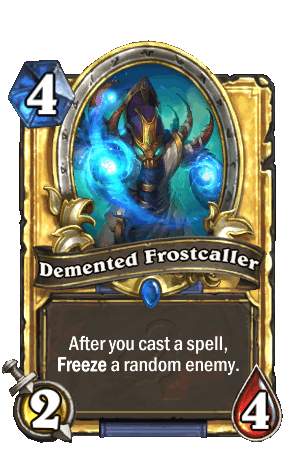 4
Demented Frostcaller
After you cast a spell,
Freeze a random enemy.
2
4